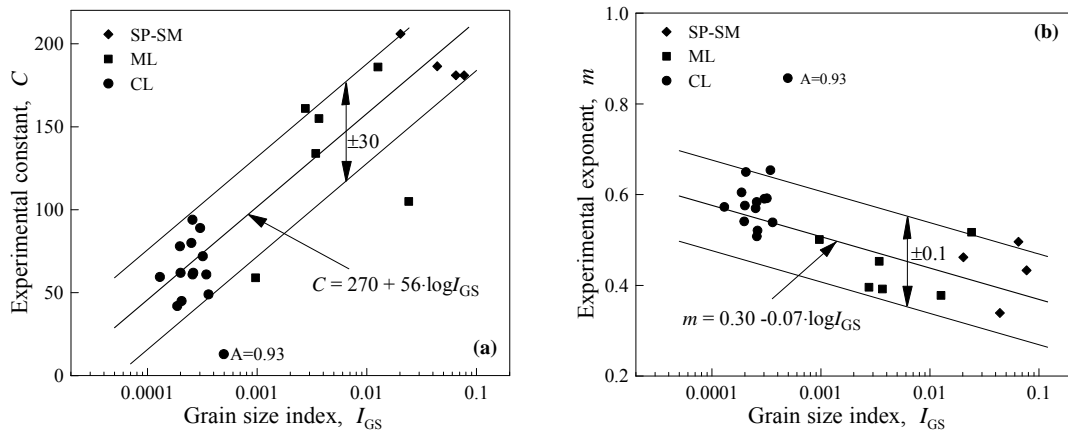 (a)
SP-SM
ML
CL
±30
C = 270 + 56·logI_GS
A=0.93
0
50
100
150
200
0.0001
0.001
0.01
0.1
Experimental constant, C
Grain size index, I_GS
(b)
SP-SM
ML
CL
A=0.93
±0.1
m = 0.30 -0.07·logI_GS
0.2
0.4
0.6
0.8
1.0
0.0001
0.001
0.01
0.1
Experimental exponent, m
Grain size index, I_GS